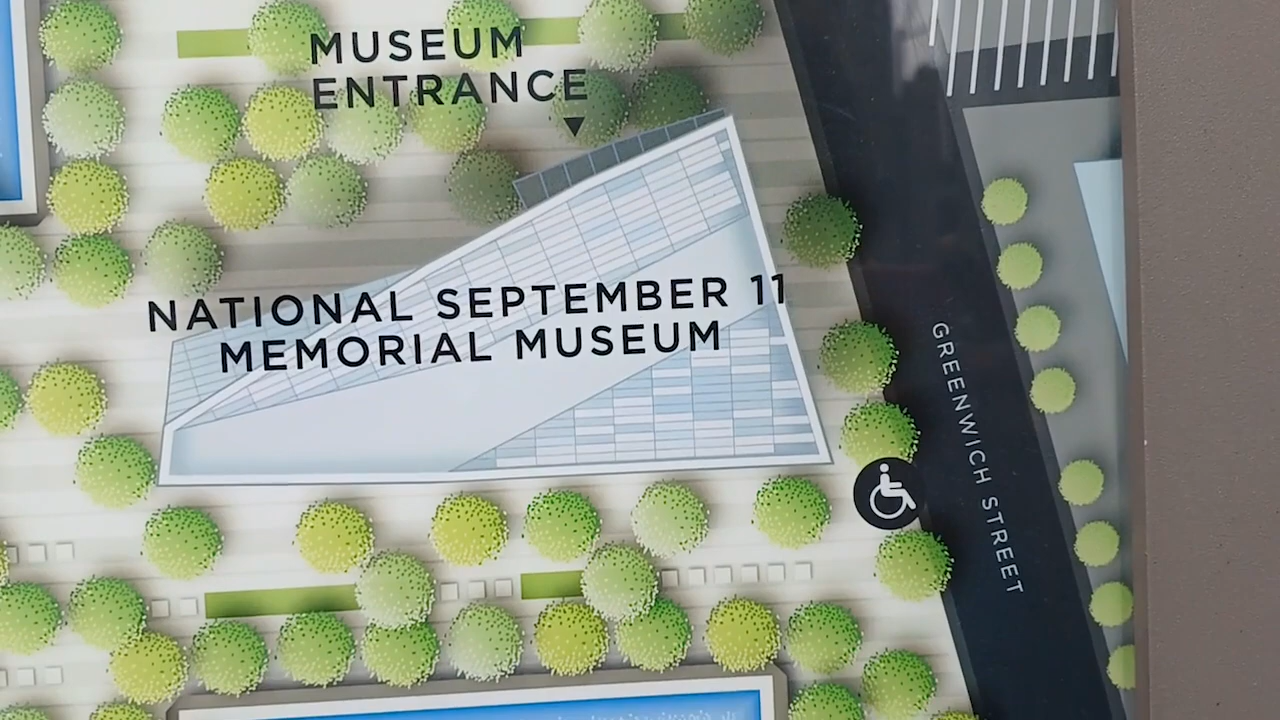 MUSEUM
ENTRANCE
NATIONAL SEPTEMBER 11
MEMORIAL MUSEUM
GREENWICH STREET